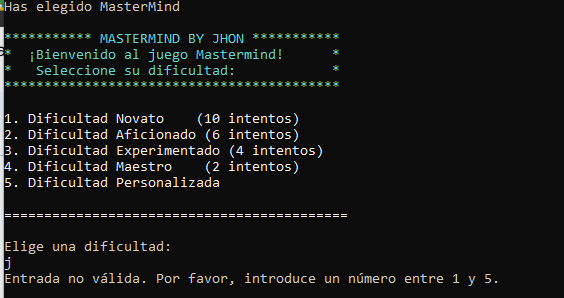 Has elegido MasterMind
*********** MASTERMIND BY JHON ***********
*  ¡Bienvenido al juego Mastermind!      *
*   Seleccione su dificultad:            *
******************************************
1. Dificultad Novato    (10 intentos)
2. Dificultad Aficionado (6 intentos)
3. Dificultad Experimentado (4 intentos)
4. Dificultad Maestro    (2 intentos)
5. Dificultad Personalizada
===========================================
Elige una dificultad:
j
Entrada no válida. Por favor, introduce un número entre 1 y 5.